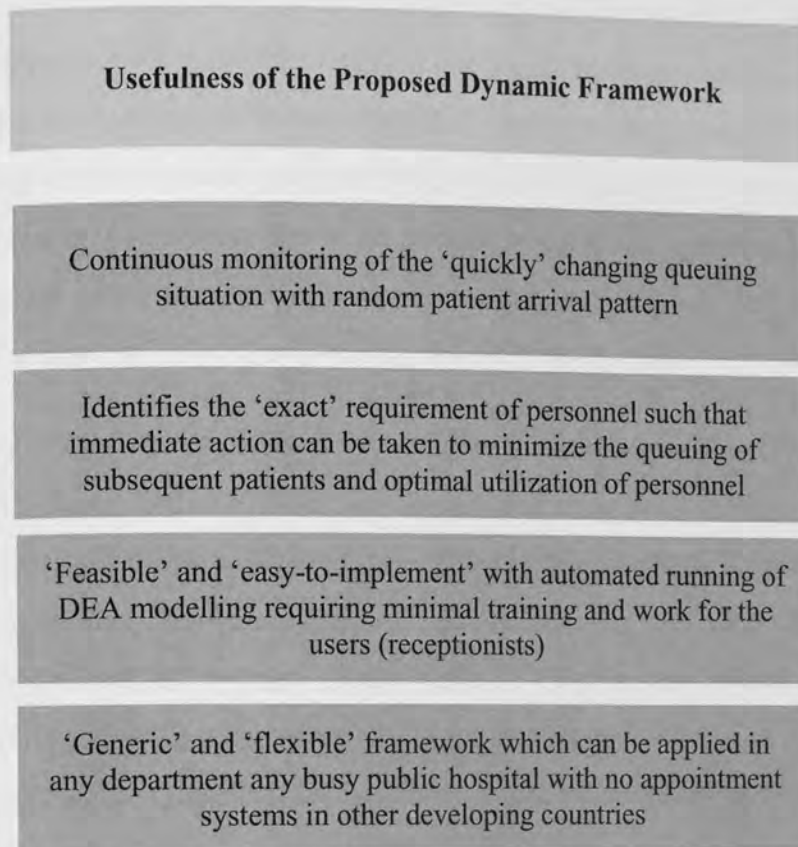 Usefulness of the Proposed Dynamic Framework
Continuous monitoring of the ‘quickly’ changing queuing
situation with random patient arrival pattern
Identifies the ‘exact’ requirement of personnel such that
immediate action can be taken to minimize the queuing of
subsequent patients and optimal utilization of personnel
‘Feasible’ and ‘easy-to-implement’ with automated running of
DEA modelling requiring minimal training and work for the
users (receptionists)
‘Generic’ and ‘flexible’ framework which can be applied in
any department any busy public hospital with no appointment
systems in other developing countries